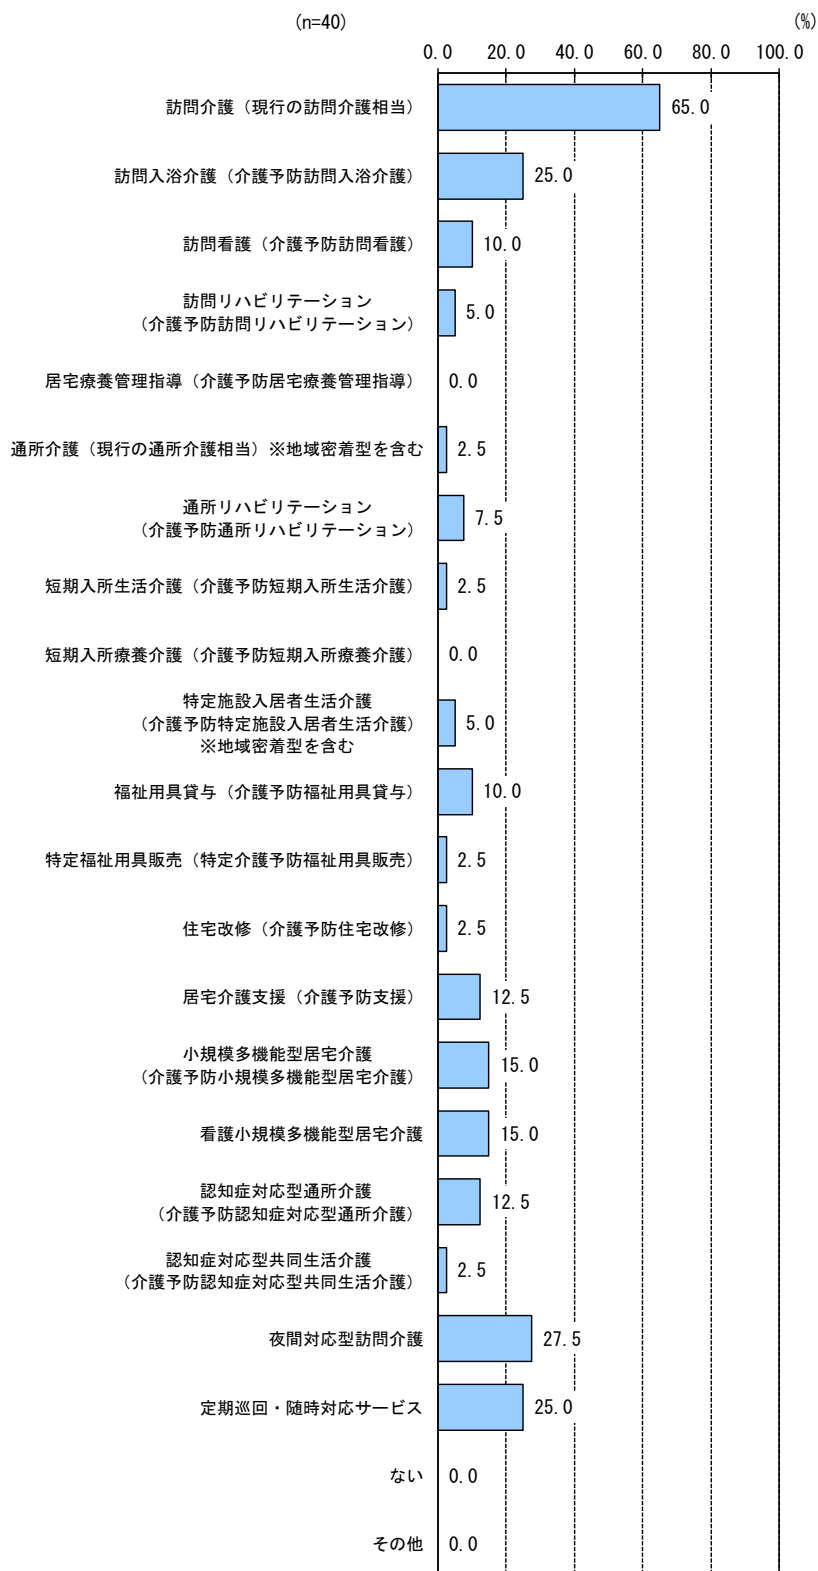 (n=40)
(%)
0.0 20.0 40.0 60.0 80.0 100.0
訪問介護（現行の訪問介護相当） 65.0
訪問入浴介護（介護予防訪問入浴介護） 25.0
訪問看護（介護予防訪問看護） 10.0
訪問リハビリテーション
（介護予防訪問リハビリテーション） 5.0
居宅療養管理指導（介護予防居宅療養管理指導） 0.0
通所介護（現行の通所介護相当）※地域密着型を含む 2.5
通所リハビリテーション
（介護予防通所リハビリテーション） 7.5
短期入所生活介護（介護予防短期入所生活介護） 2.5
短期入所療養介護（介護予防短期入所療養介護） 0.0
特定施設入居者生活介護
（介護予防特定施設入居者生活介護） 5.0
※地域密着型を含む
福祉用具貸与（介護予防福祉用具貸与） 10.0
特定福祉用具販売（特定介護予防福祉用具販売） 2.5
住宅改修（介護予防住宅改修） 2.5
居宅介護支援（介護予防支援） 12.5
小規模多機能型居宅介護
（介護予防小規模多機能型居宅介護） 15.0
看護小規模多機能型居宅介護 15.0
認知症対応型通所介護
（介護予防認知症対応型通所介護） 12.5
認知症対応型共同生活介護
（介護予防認知症対応型共同生活介護） 2.5
夜間対応型訪問介護 27.5
定期巡回・随時対応サービス 25.0
ない 0.0
その他 0.0